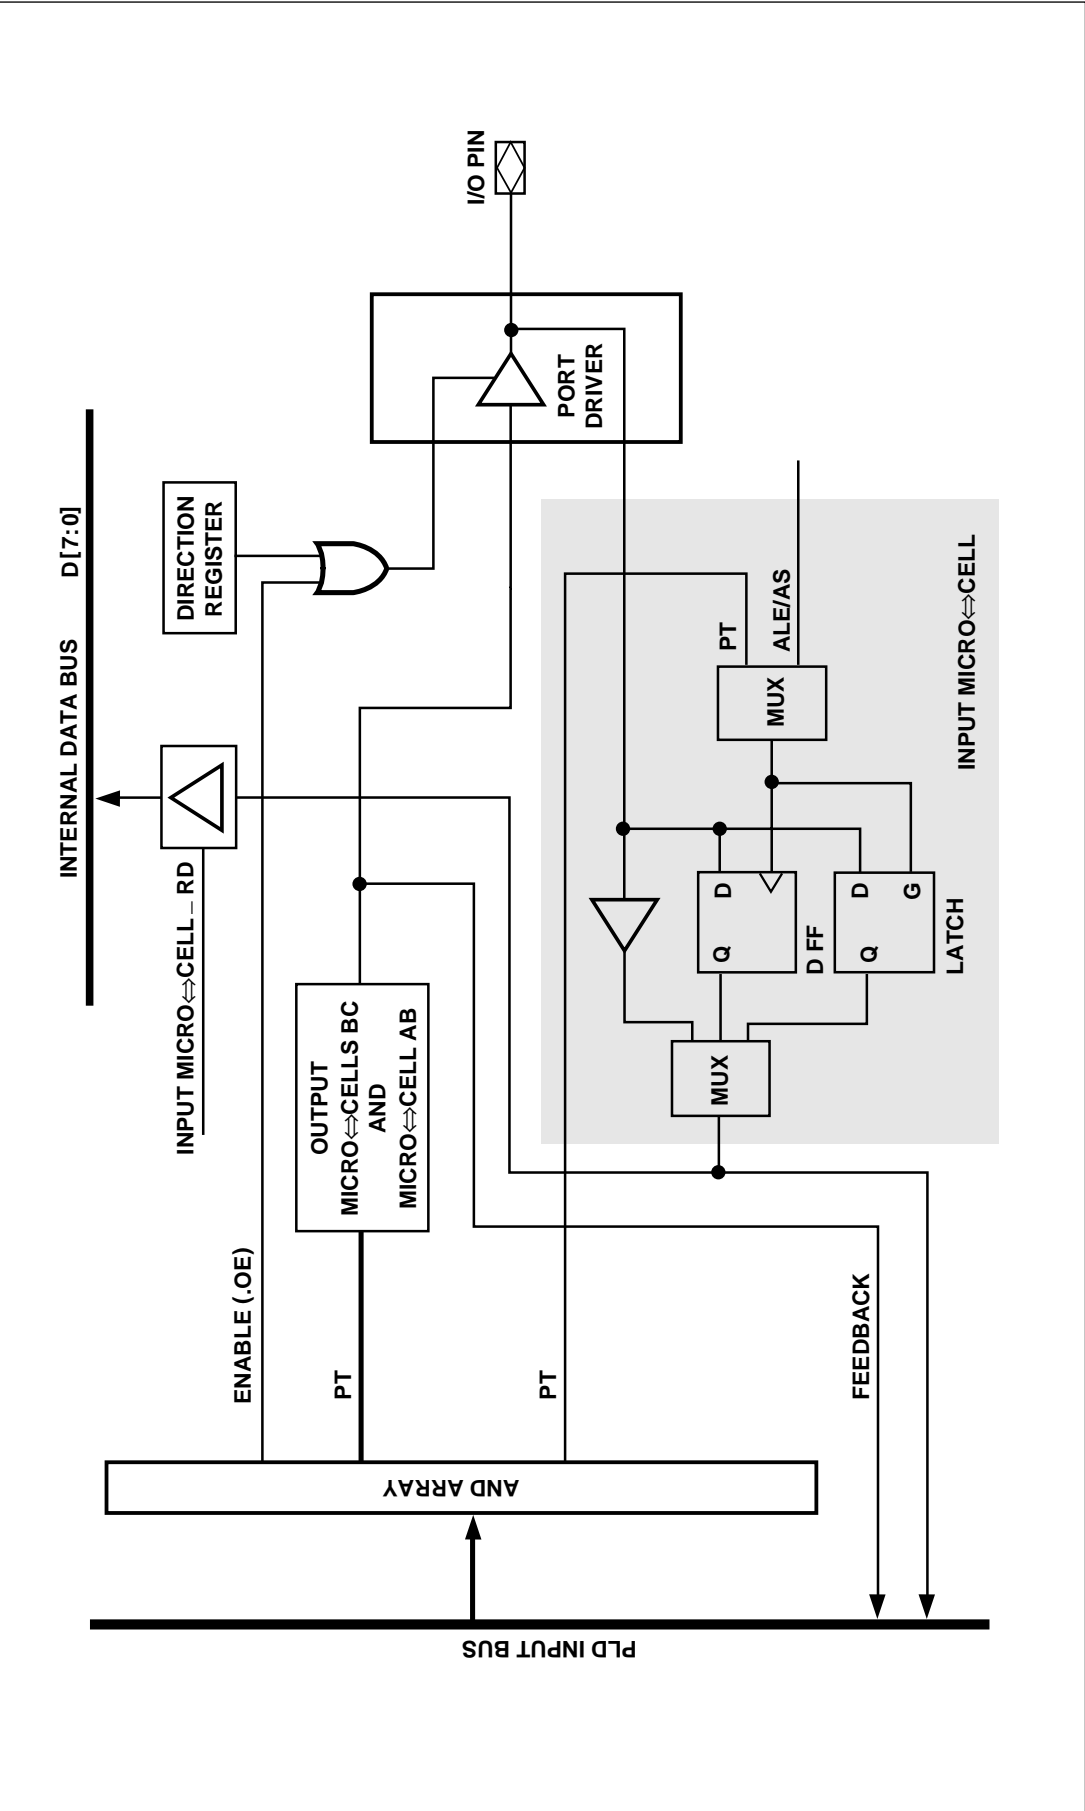 INTERNAL DATA BUS D[7:0]
DIRECTION
REGISTER
INPUT MICRO⇔CELL _ RD
ENABLE (.OE)
OUTPUT
MICRO⇔CELLS BC
AND
MICRO⇔CELL AB
PT
I/O PIN
PORT
DRIVER
PT
AND ARRAY
PLD INPUT BUS
MUX
Q
D
D FF
Q
D
G
LATCH
MUX
PT
ALE/AS
FEEDBACK
INPUT MICRO⇔CELL